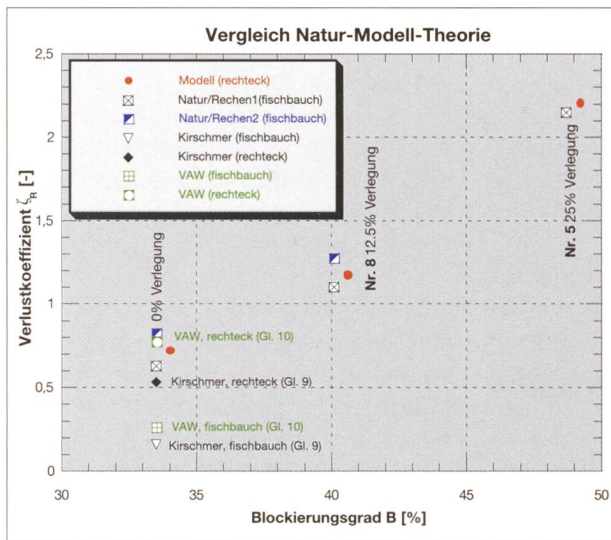 Vergleich Natur-Modell-Theorie
Modell (rechteck)
Natur/Rechen1(fischbauch)
Natur/Rechen2 (fischbauch)
Kirschmer (fischbauch)
Kirschmer (rechteck)
VAW (fischbauch)
VAW (rechteck)
Verlustkoeffizient ζR [-]
2,5
2
1,5
1
0,5
0
0% Verlegung
Nr. 8 12.5% Verlegung
Nr. 5 25% Verlegung
VAW, rechteck (Gl. 10)
Kirschmer, rechteck (Gl. 9)
VAW, fischbauch (Gl. 10)
Kirschmer, fischbauch (Gl. 9)
30 35 40 45 50
Blockierungsgrad B [%]